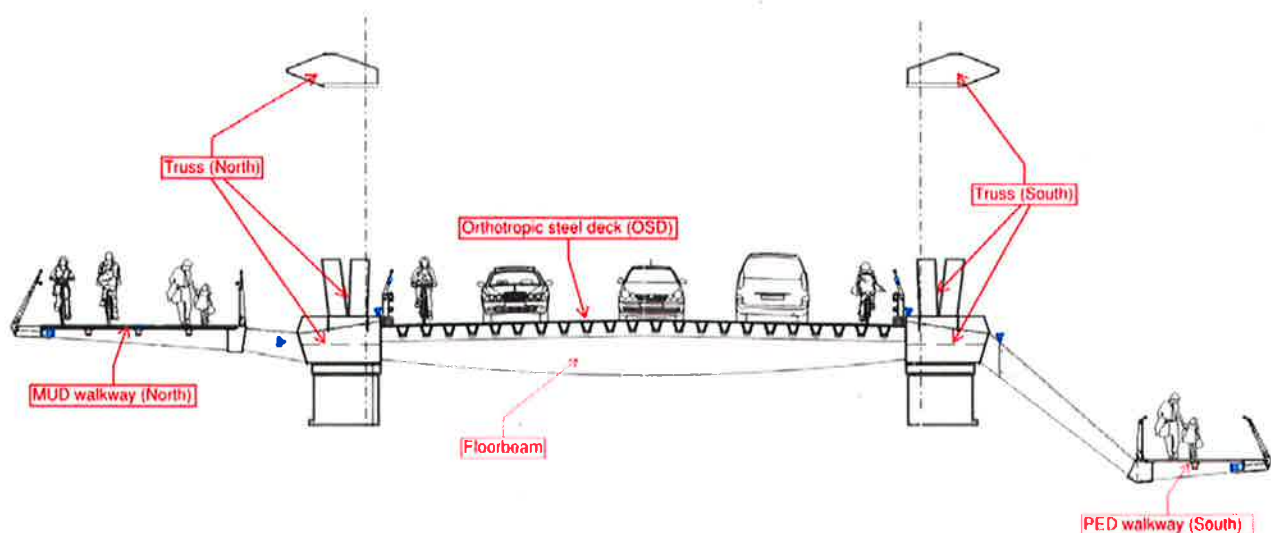 Truss (North)
Truss (South)
Orthotropic steel deck (OSD)
MUD walkway (North)
Floorbeam
PED walkway (South)